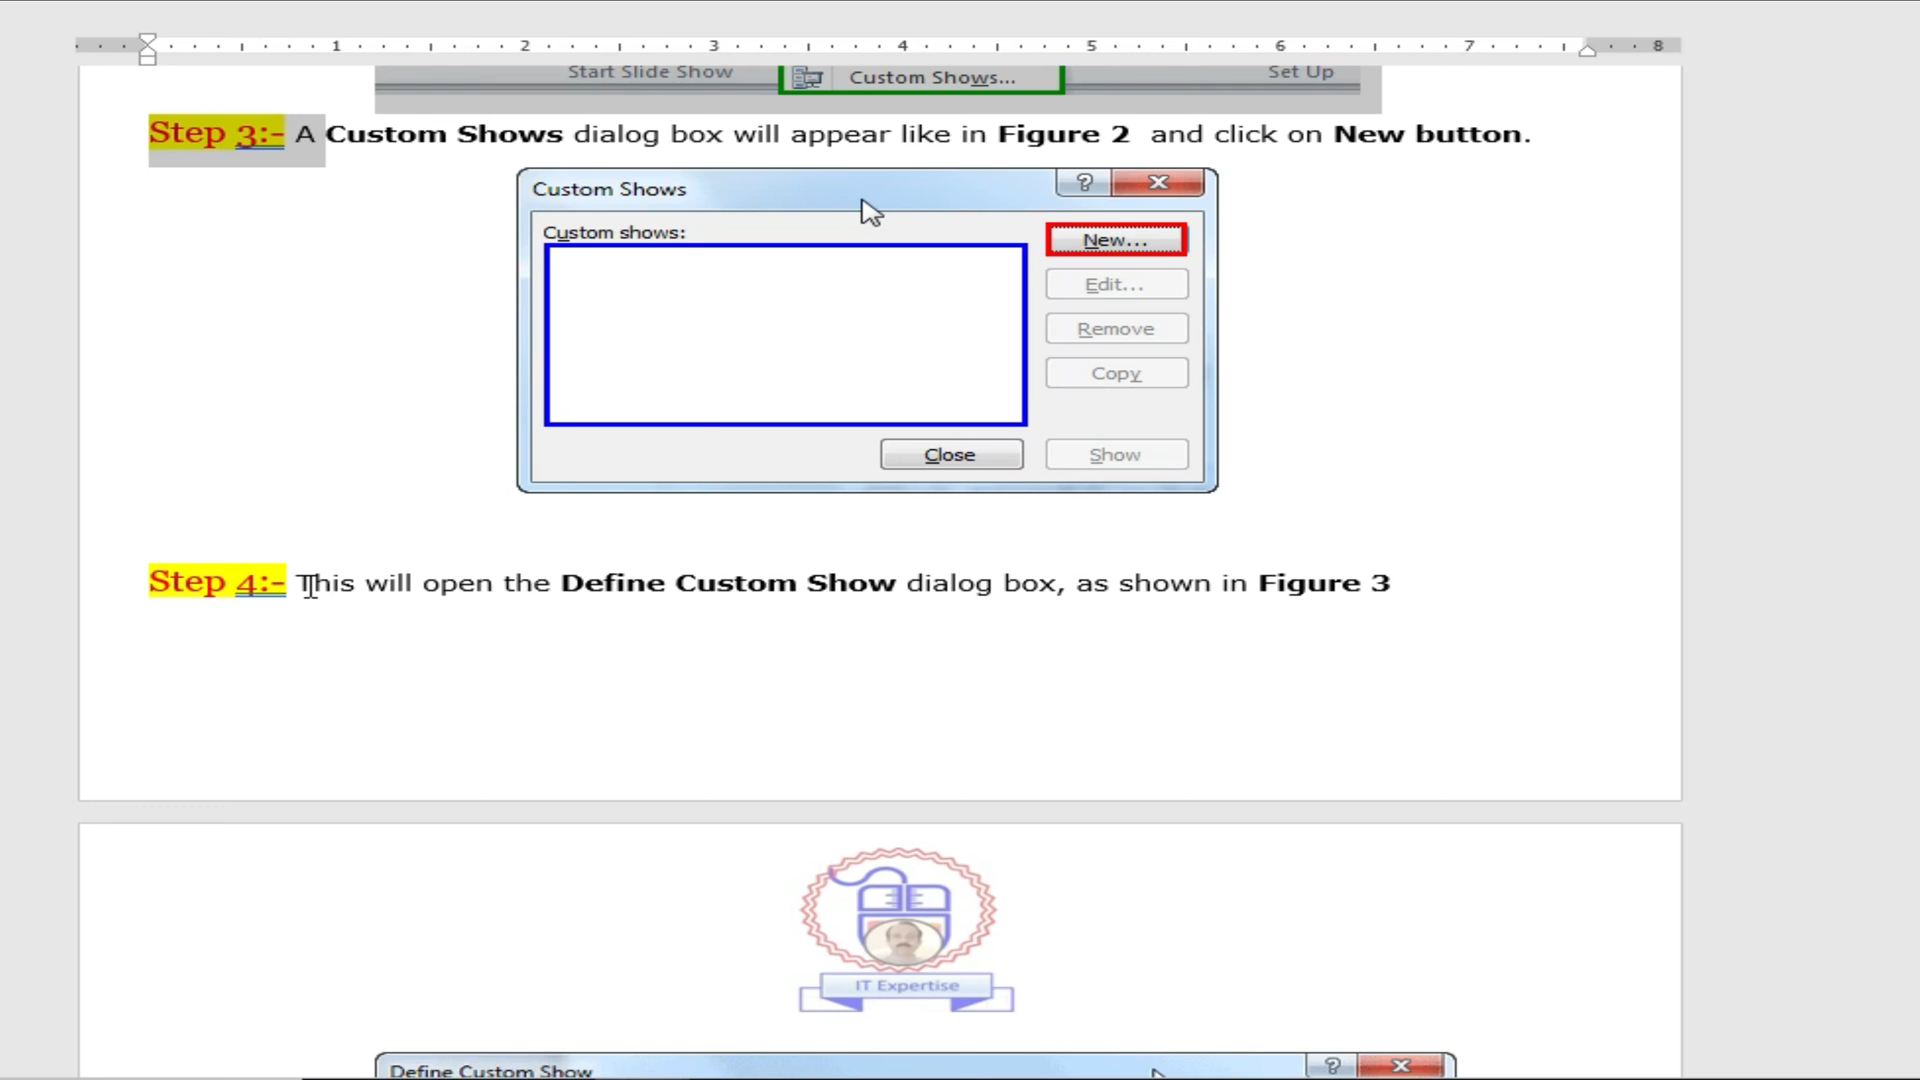 1 2 3 4 5 6 7 8
Start Slide Show Custom Shows... Set Up
Step 3:- A Custom Shows dialog box will appear like in Figure 2 and click on New button.
Custom Shows ?
Custom shows:
New...
Edit...
Remove
Copy
Close Show
Step 4:- This will open the Define Custom Show dialog box, as shown in Figure 3
IT Expertise
Define Custom Show ?